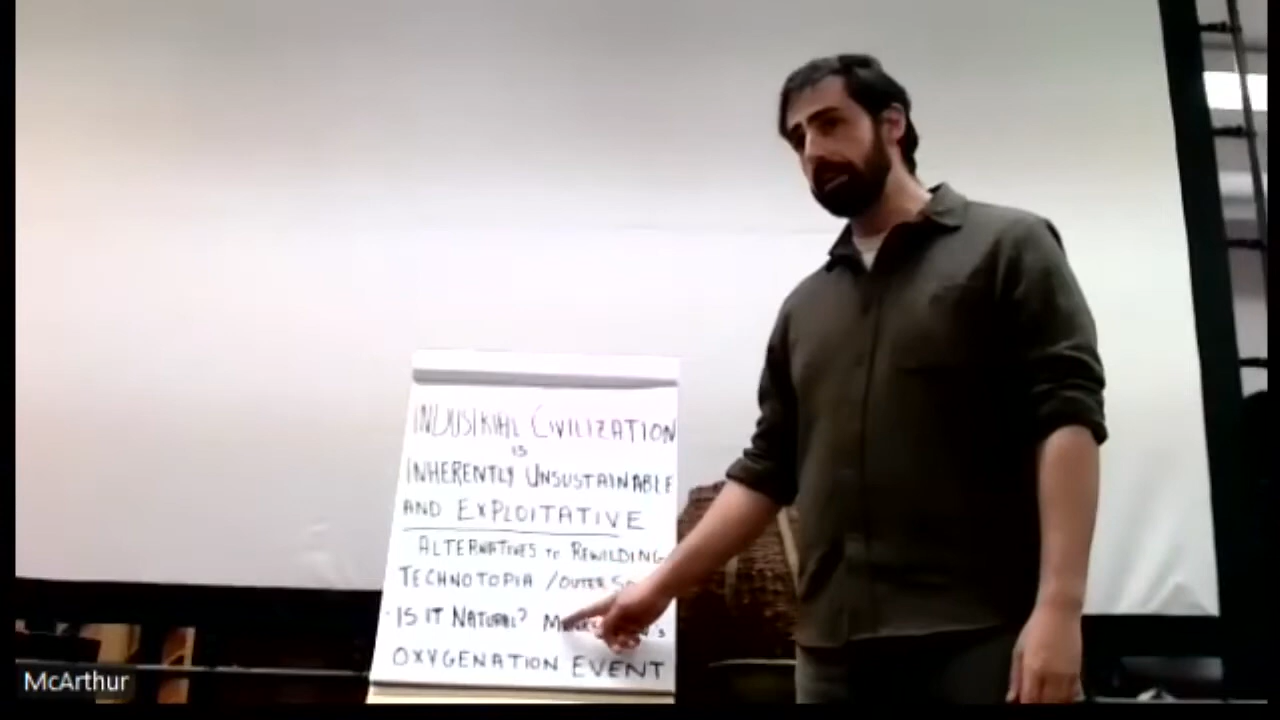 INDUSTRIAL CIVILIZATION
IS
INHERENTLY UNSUSTAINABLE
AND EXPLOITATIVE
ALTERNATIVES TO REWILDING
TECHNOTOPIA /OUTER
· IS IT NATURAL?
OXYGENATION EVENT
McArthur